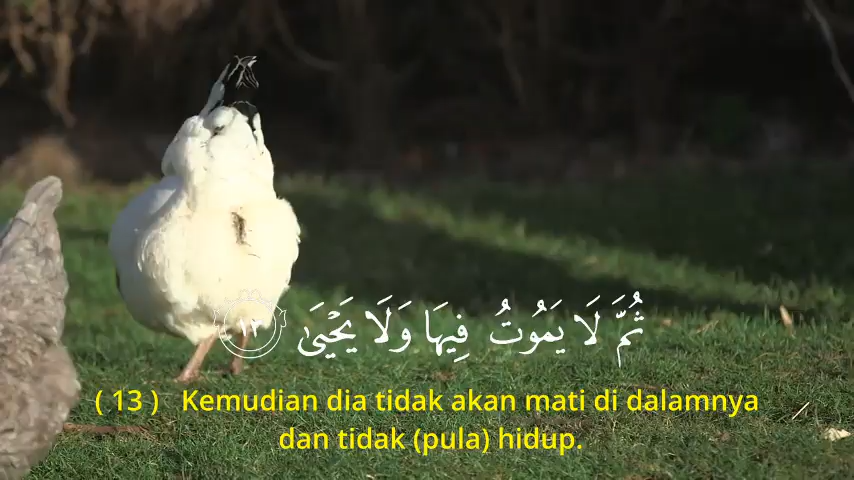 ثُمَّ لَا يَمُوتُ فِيهَا وَلَا يَحْيَىٰ ١٣
( 13 ) Kemudian dia tidak akan mati di dalamnya
dan tidak (pula) hidup.